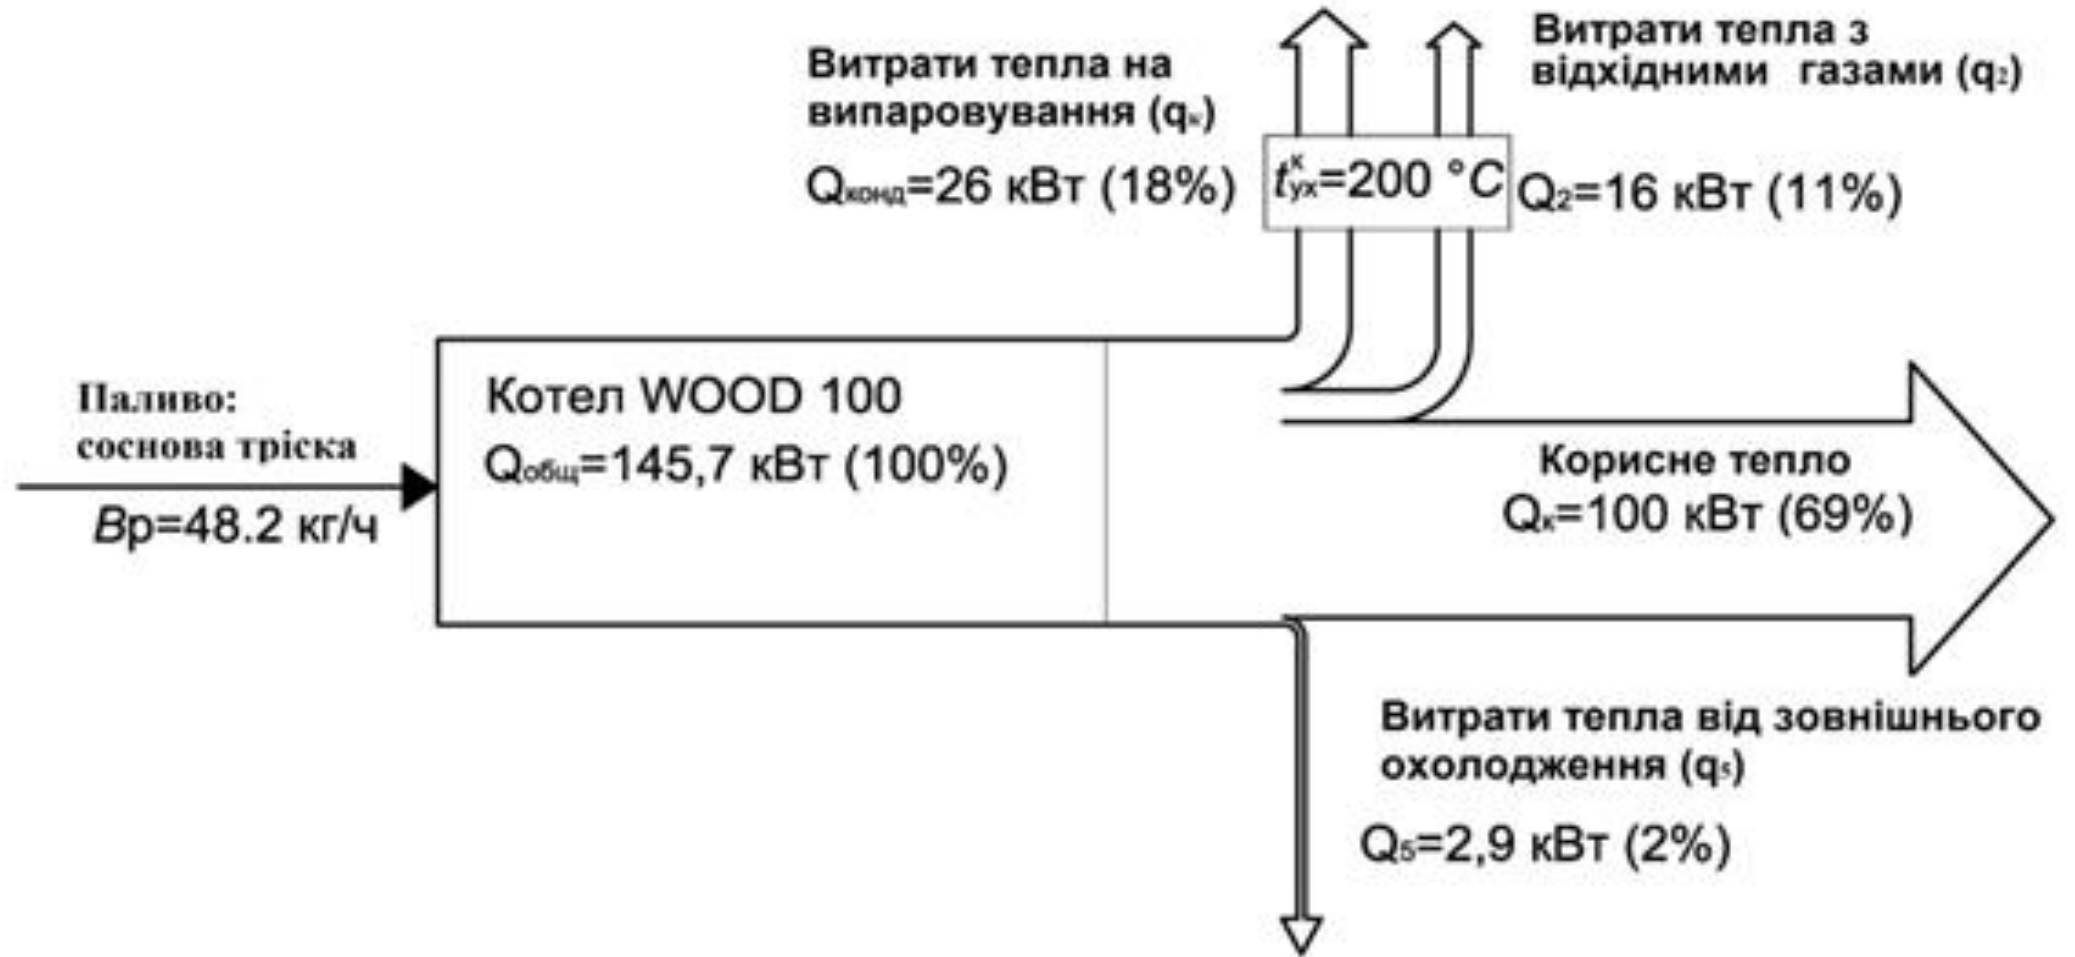 Витрати тепла на
випаровування (qк)
Qконд=26 кВт (18%)
tкух=200 °C
Витрати тепла з
відхідними газами (q2)
Q2=16 кВт (11%)
Паливо:
соснова тріска
Bр=48.2 кг/ч
Котел WOOD 100
Qобщ=145,7 кВт (100%)
Корисне тепло
Qк=100 кВт (69%)
Витрати тепла від зовнішнього
охолодження (q5)
Q5=2,9 кВт (2%)